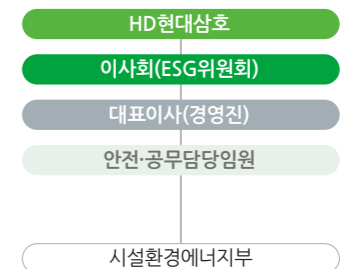 HD현대삼호
이사회(ESG위원회)
대표이사(경영진)
안전·공무담당임원
시설환경에너지부